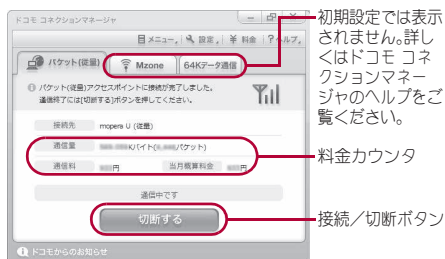 ドコモ コネクションマネージャ
メニュー, 設定, ¥ 料金 ? ヘルプ,
パケット(従量) Mzone 64Kデータ通信
パケット(従量)アクセスポイントに接続が完了しました。
通信終了には[切断する]ボタンを押してください。
接続先 mopera U (従量)
通信量 Kバイト( パケット)
通信料 円 当月概算料金 円
通信中です
切断する
ドコモからのお知らせ
初期設定では表示
されません。詳し
くはドコモ コネ
クションマネー
ジャのヘルプをご
覧ください。
料金カウンタ
接続／切断ボタン